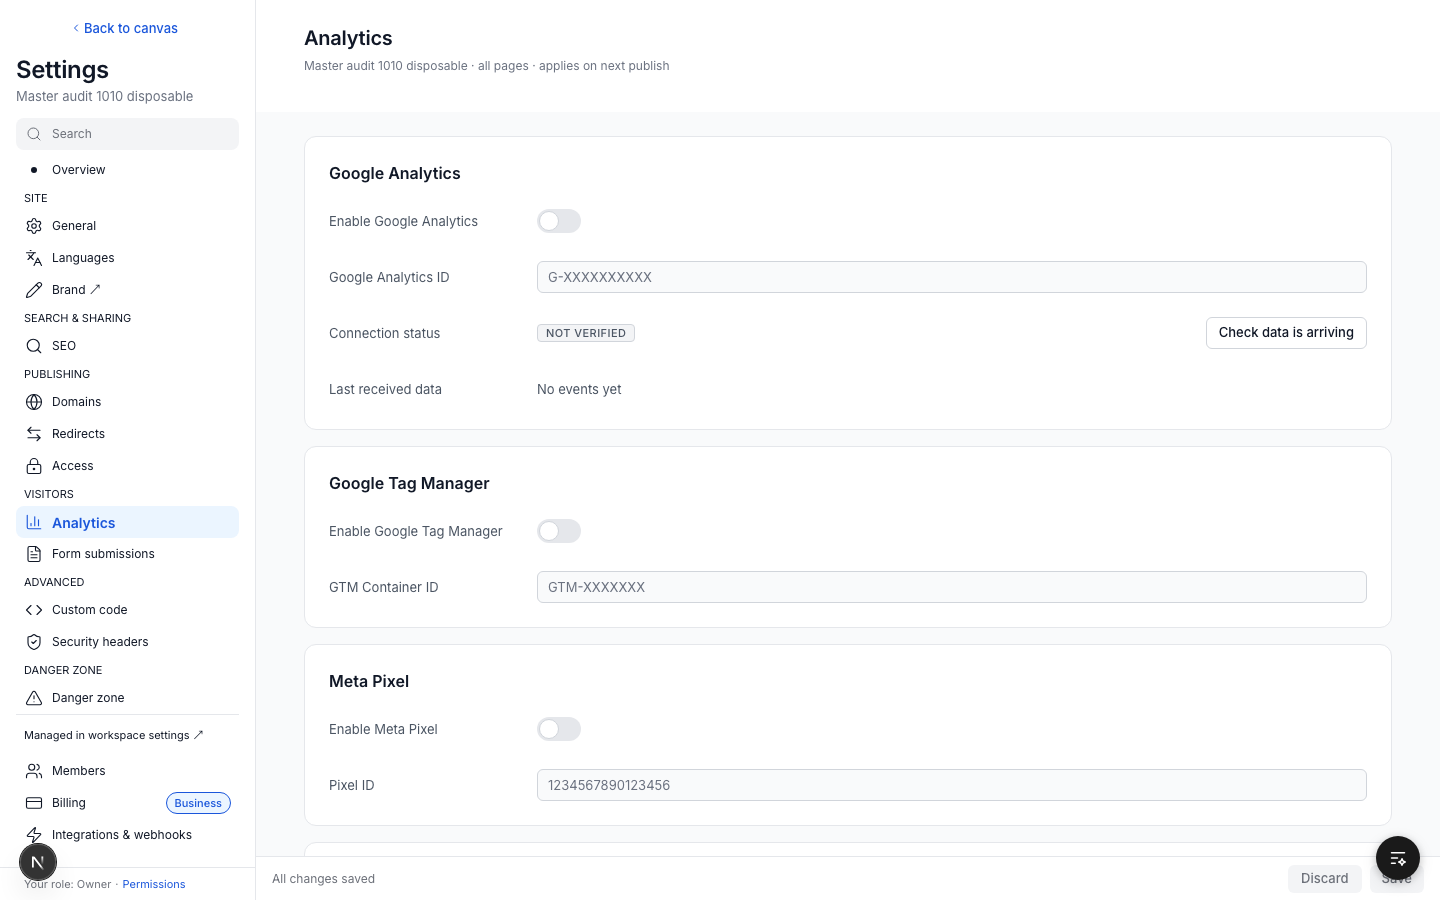 Back to canvas
Settings
Master audit 1010 disposable
Search
Overview
SITE
General
Languages
Brand ↗
SEARCH & SHARING
SEO
PUBLISHING
Domains
Redirects
Access
VISITORS
Analytics
Form submissions
ADVANCED
Custom code
Security headers
DANGER ZONE
Danger zone
Managed in workspace settings ↗
Members
Billing
Business
Integrations & webhooks
N
Your role: Owner · Permissions
Analytics
Master audit 1010 disposable · all pages · applies on next publish
Google Analytics
Enable Google Analytics
Google Analytics ID
G-XXXXXXXXXX
Connection status
NOT VERIFIED
Check data is arriving
Last received data
No events yet
Google Tag Manager
Enable Google Tag Manager
GTM Container ID
GTM-XXXXXXX
Meta Pixel
Enable Meta Pixel
Pixel ID
1234567890123456
All changes saved
Discard
Save